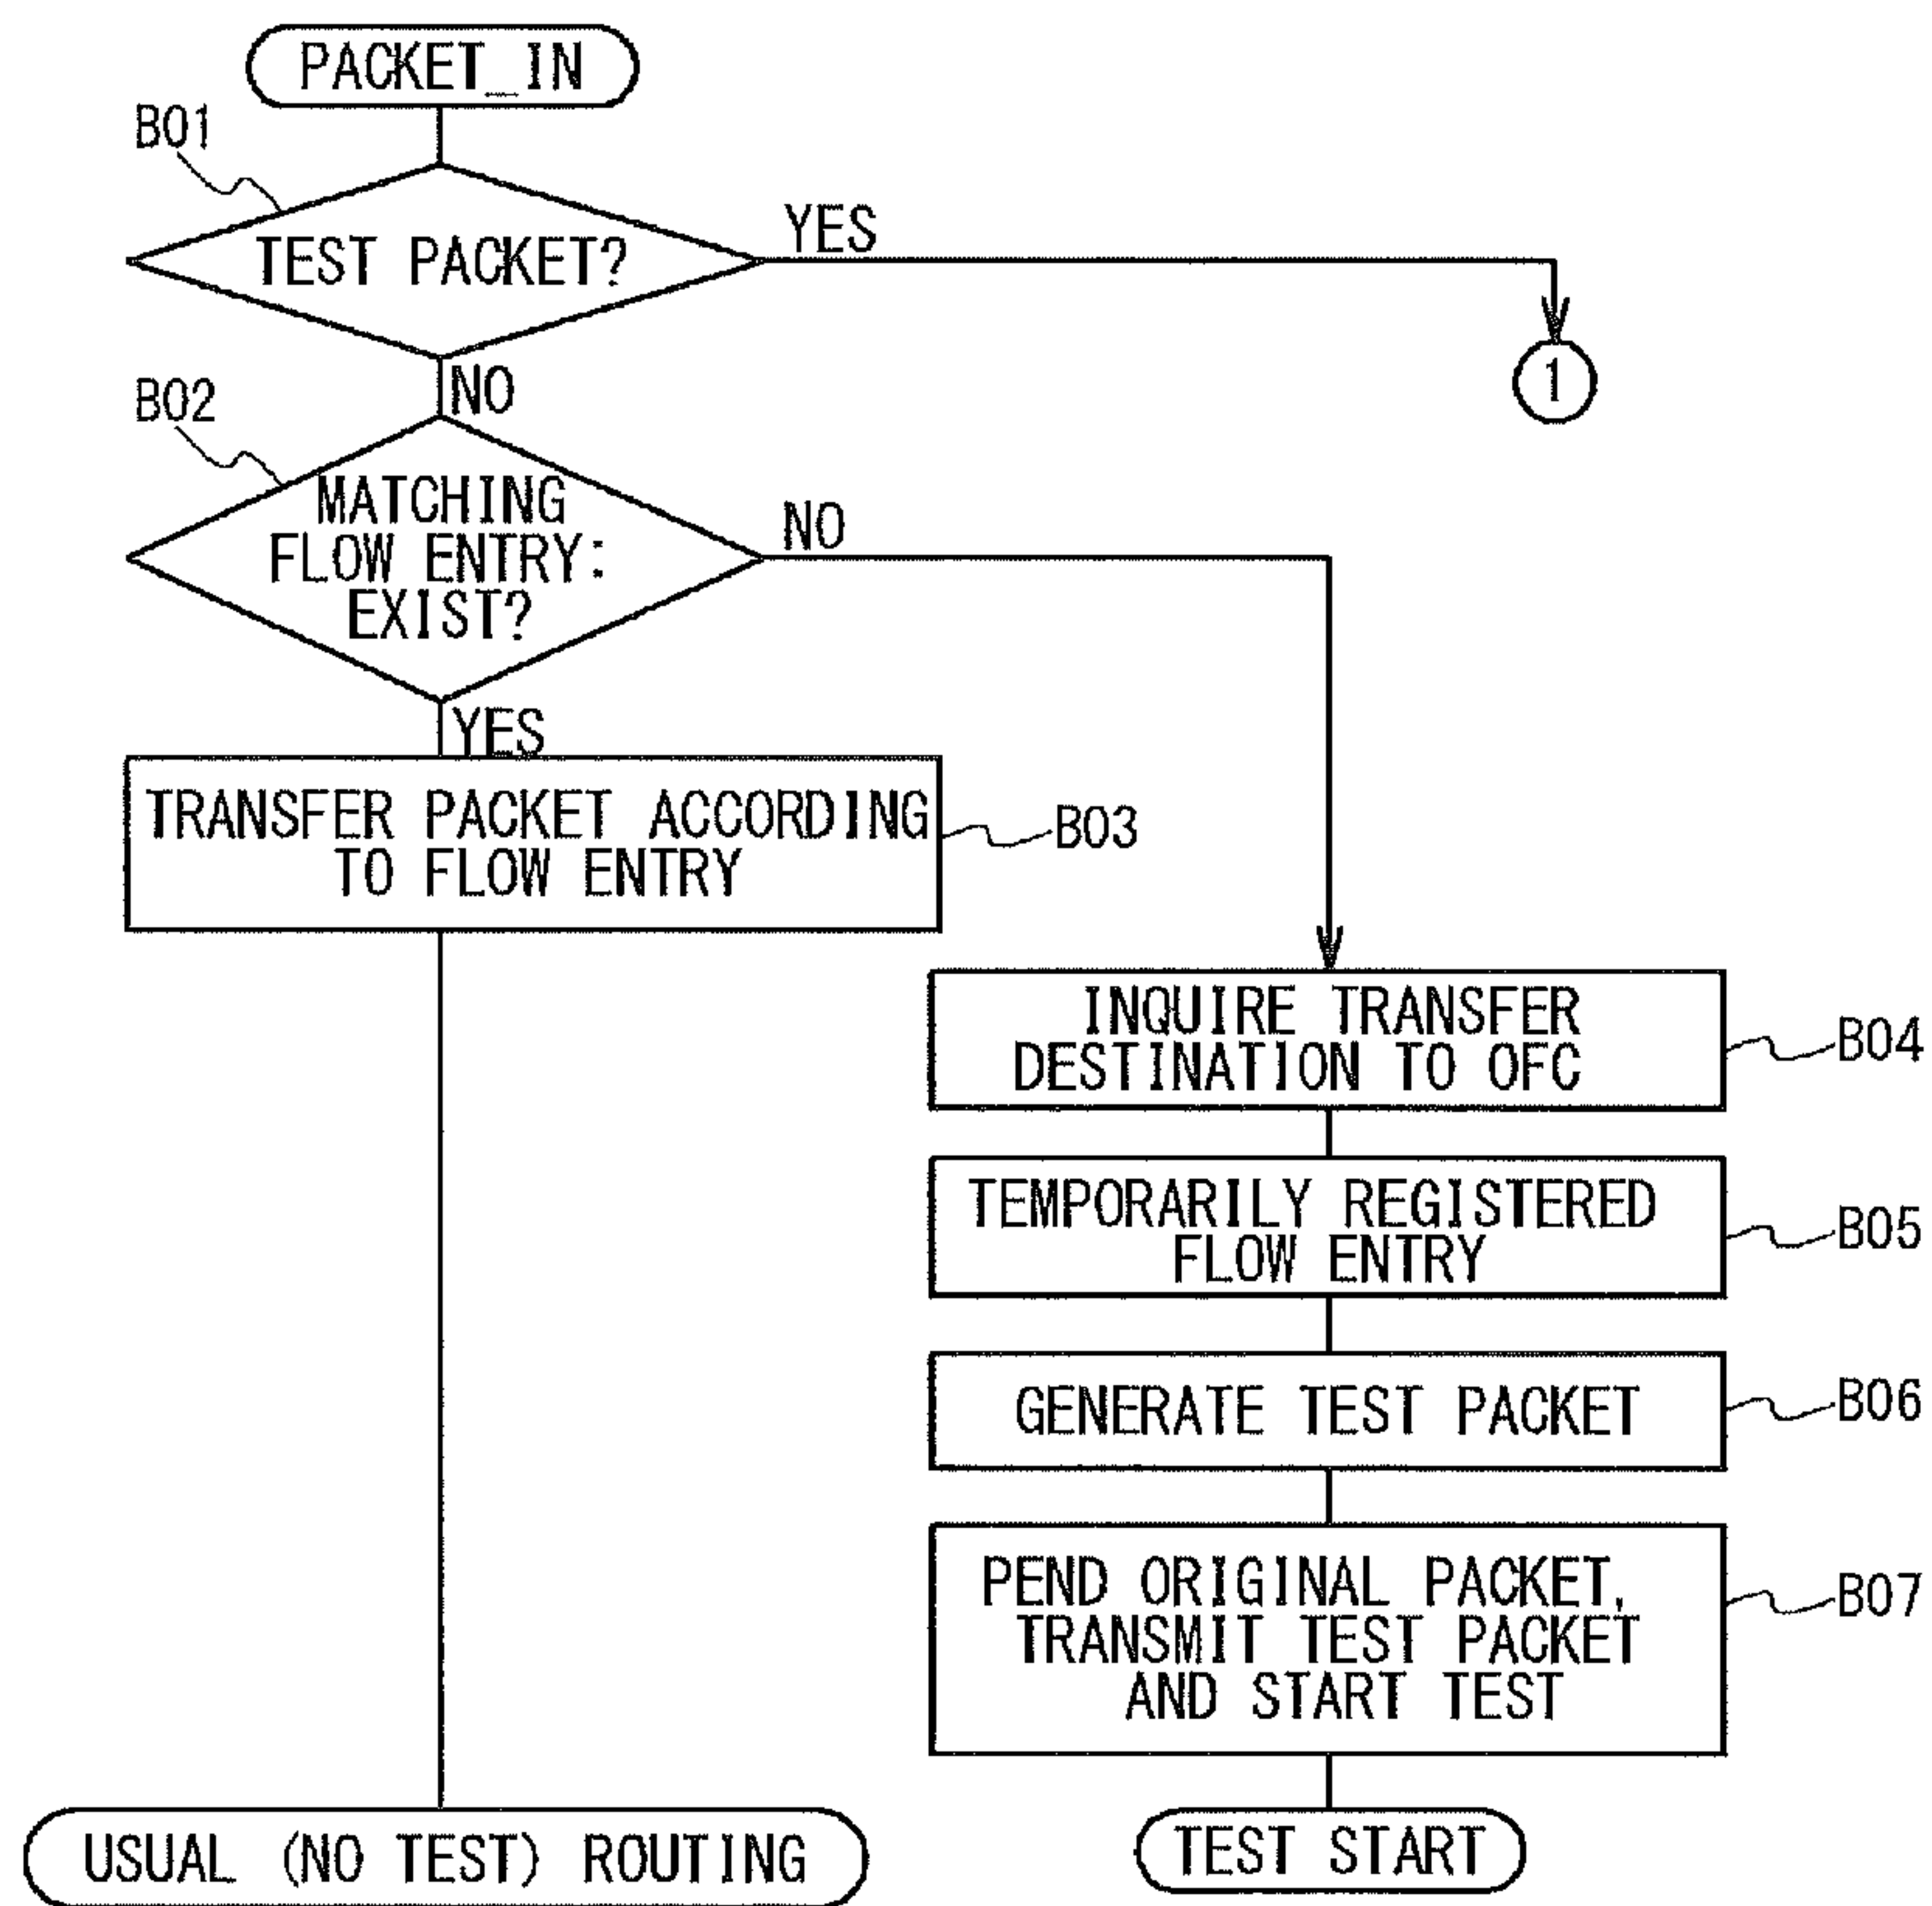 PACKET_IN
B01
TEST PACKET?
YES
1
NO
B02
MATCHING
FLOW ENTRY:
EXIST?
NO
YES
TRANSFER PACKET ACCORDING
TO FLOW ENTRY
B03
INQUIRE TRANSFER
DESTINATION TO OFC
B04
TEMPORARILY REGISTERED
FLOW ENTRY
B05
GENERATE TEST PACKET
B06
PEND ORIGINAL PACKET,
TRANSMIT TEST PACKET
AND START TEST
B07
USUAL (NO TEST) ROUTING
TEST START